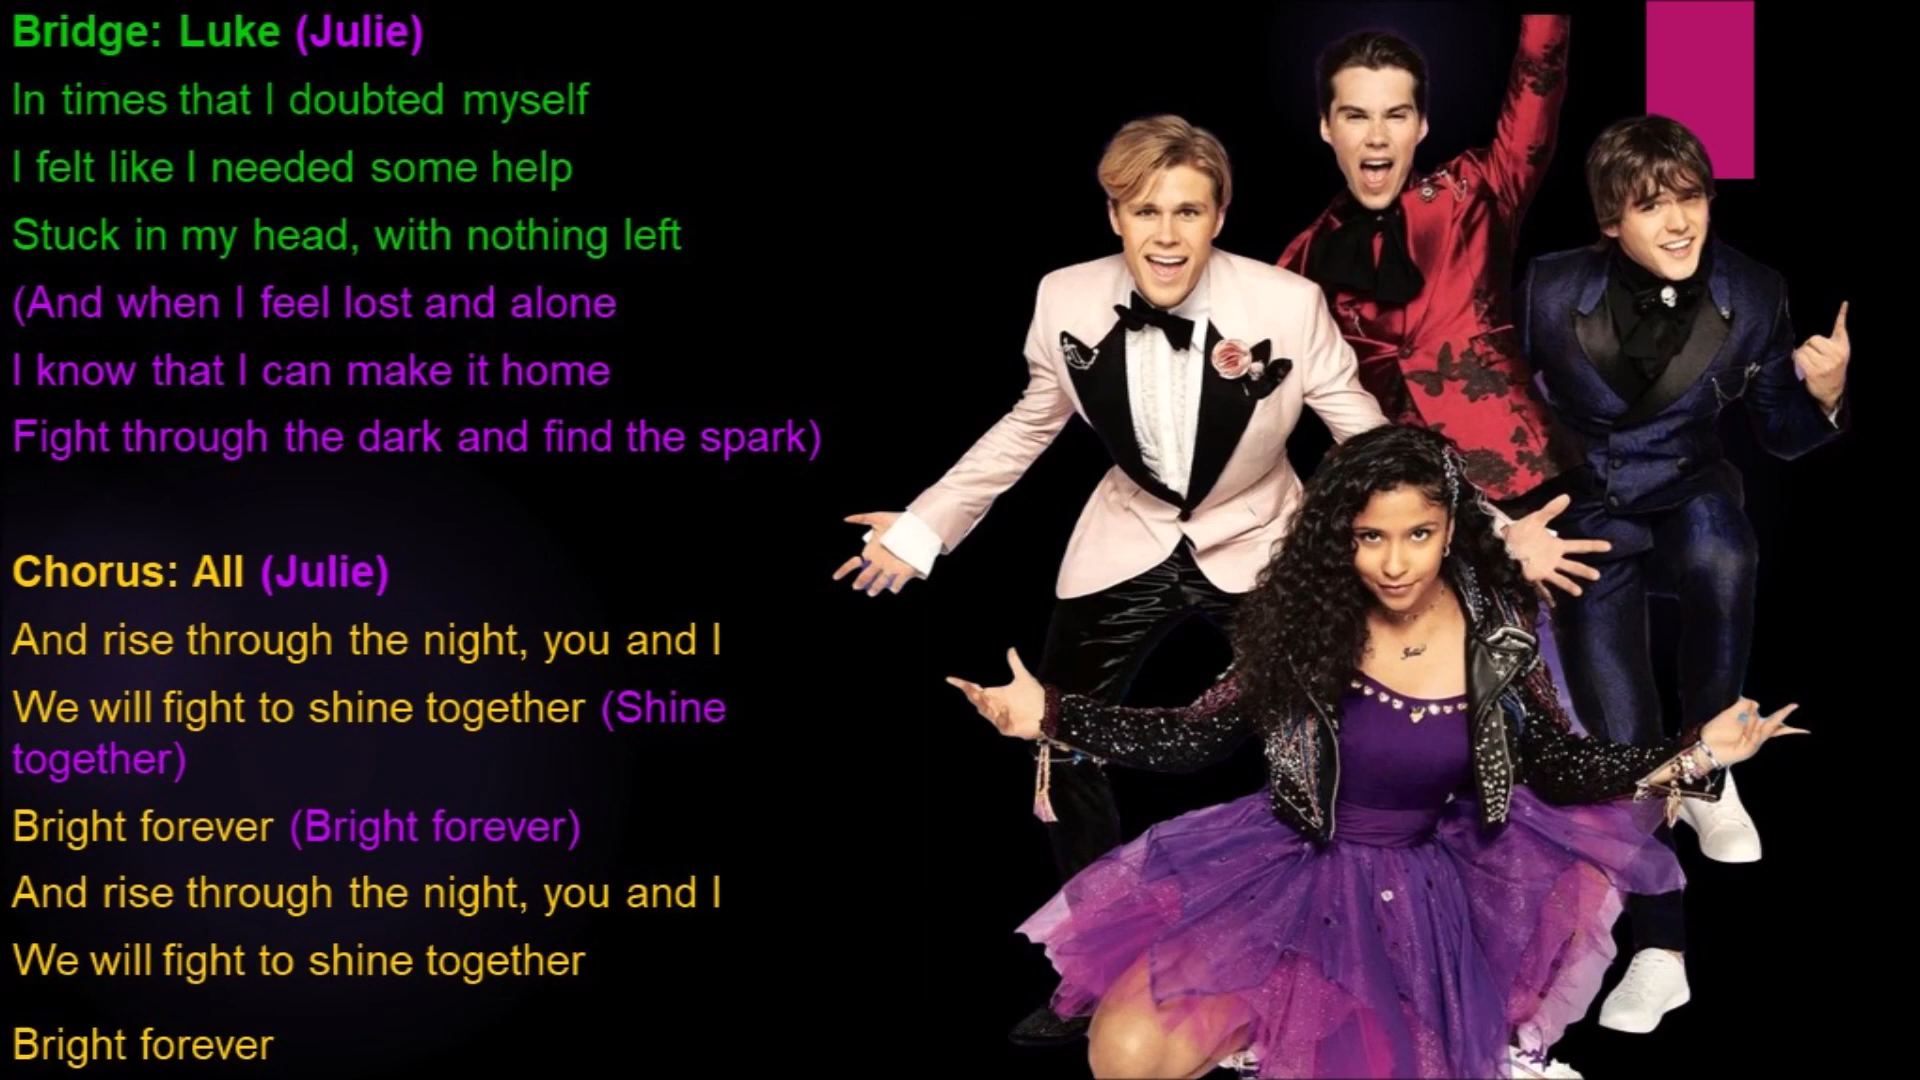 Bridge: Luke (Julie)
In times that I doubted myself
I felt like I needed some help
Stuck in my head, with nothing left
(And when I feel lost and alone
I know that I can make it home
Fight through the dark and find the spark)
Chorus: All (Julie)
And rise through the night, you and I
We will fight to shine together (Shine
together)
Bright forever (Bright forever)
And rise through the night, you and I
We will fight to shine together
Bright forever